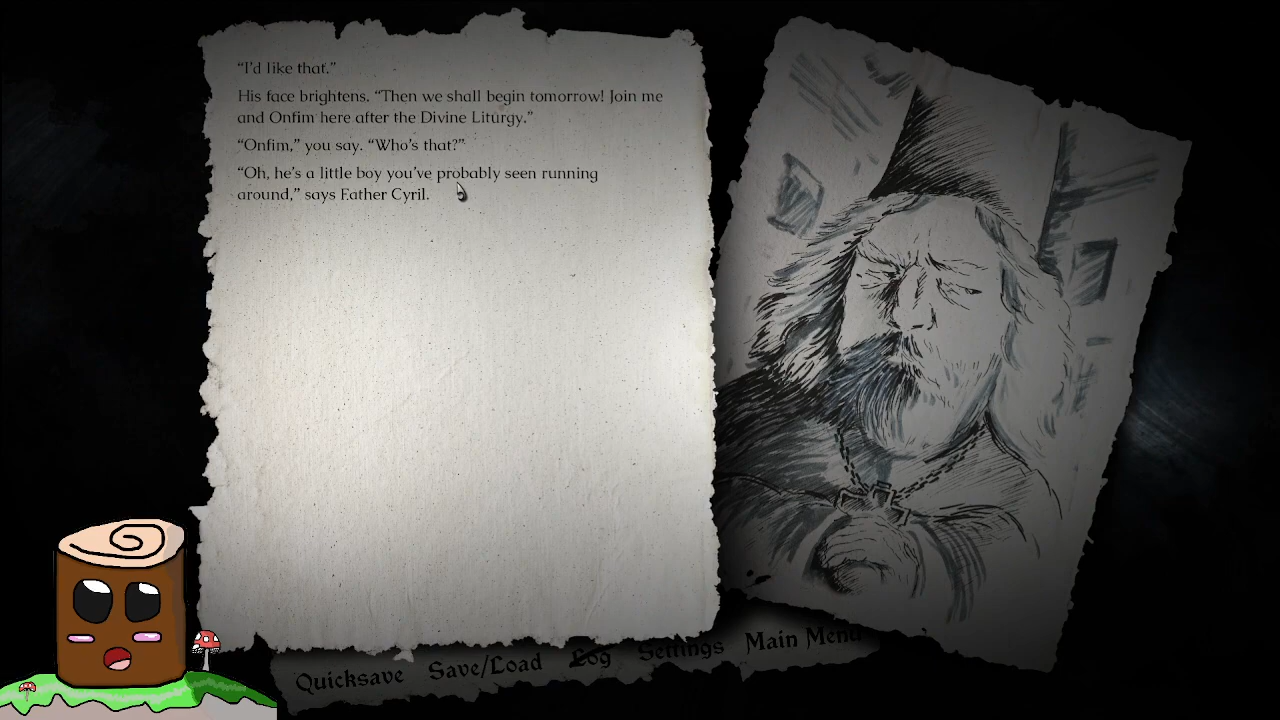 “I’d like that.”
His face brightens. “Then we shall begin tomorrow! Join me
and Onfim here after the Divine Liturgy.”
“Onfim,” you say. “Who’s that?”
“Oh, he’s a little boy you’ve probably seen running
around,” says Father Cyril.
Quicksave Save/Load Log Settings Main Menu